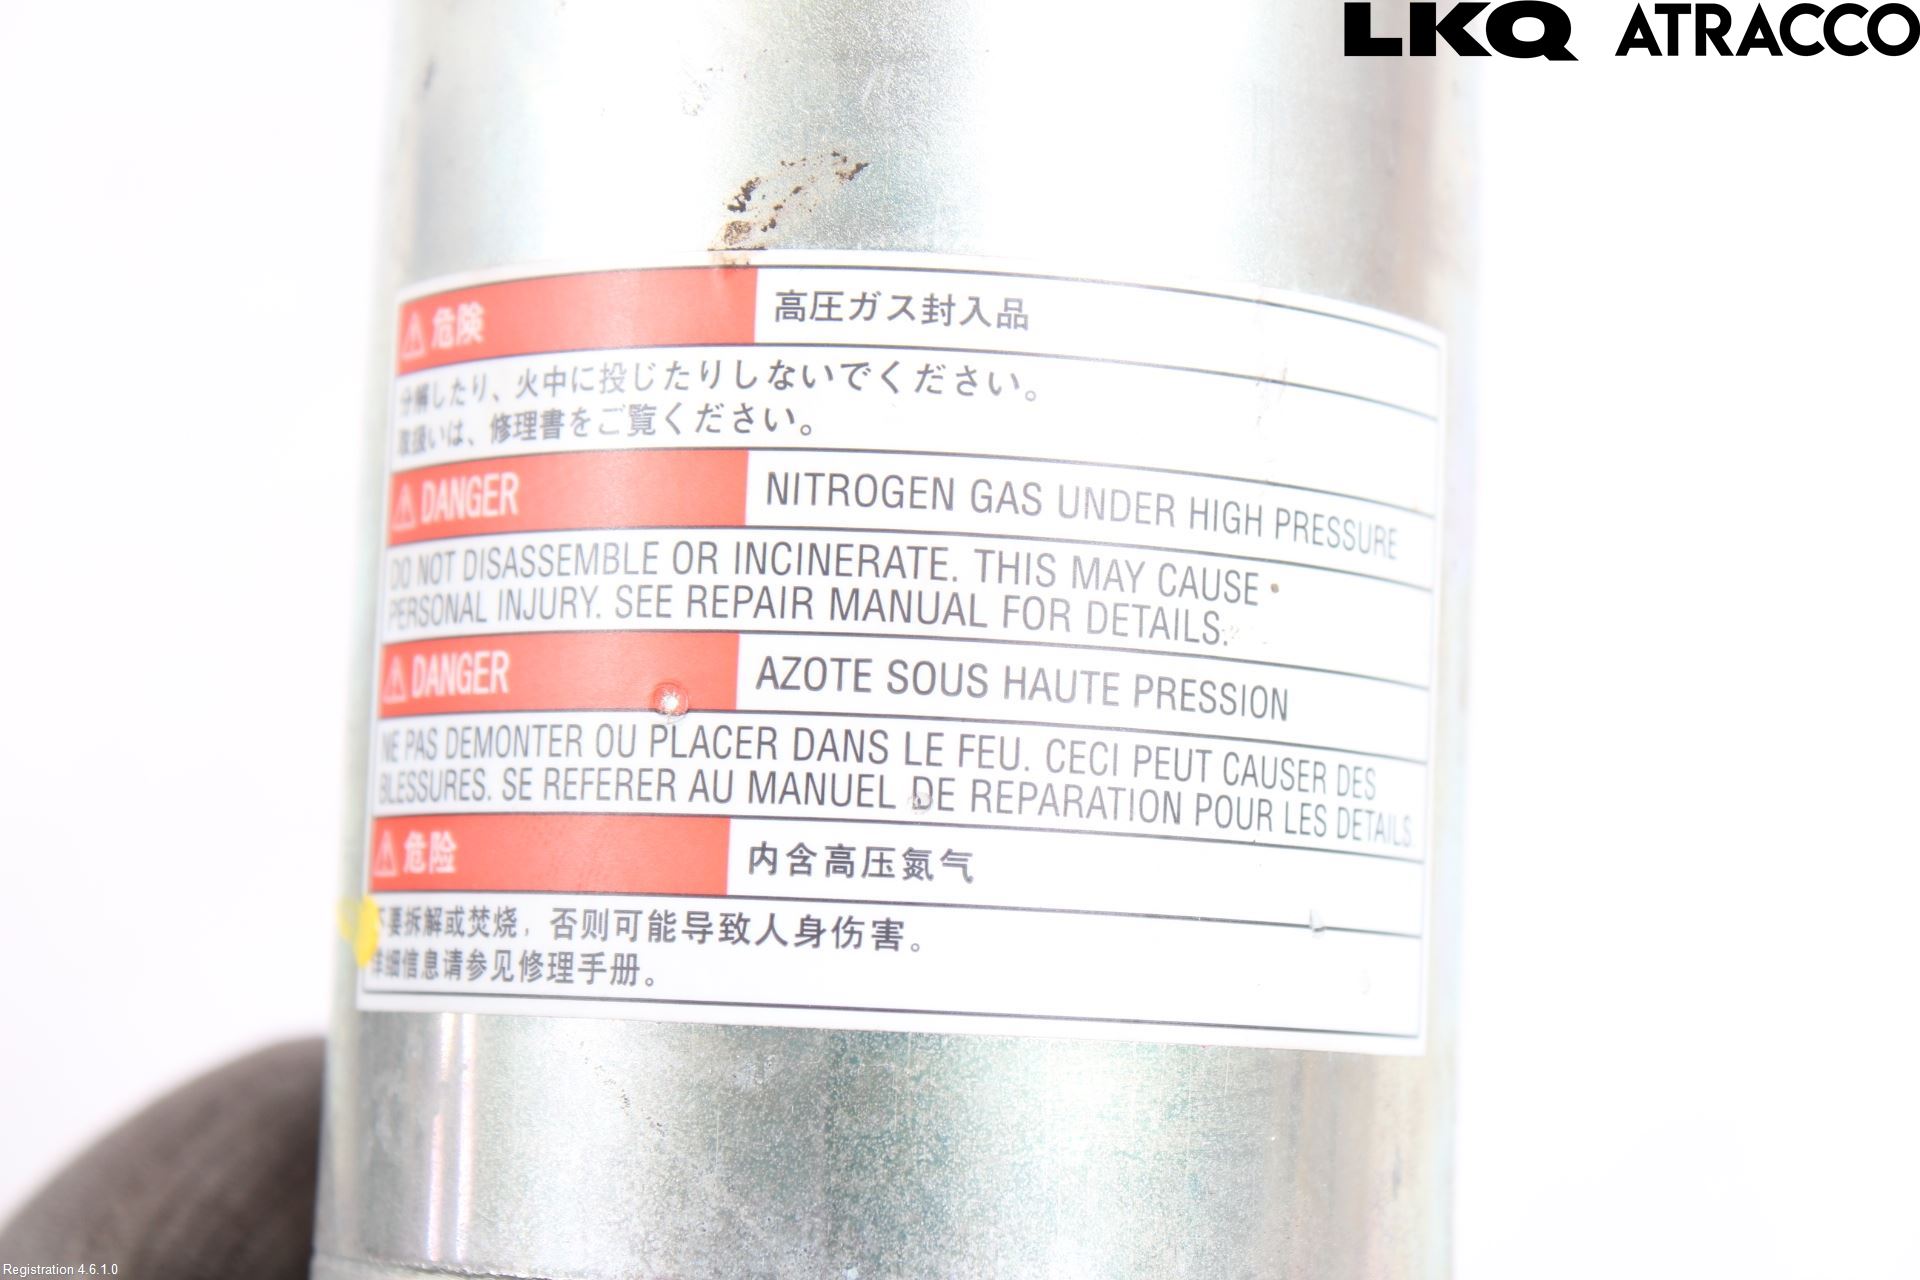 LKQ ATRACCO
危険 高圧ガス封入品
分解したり、火中に投じたりしないでください。
取扱いは、修理書をご覧ください。
DANGER NITROGEN GAS UNDER HIGH PRESSURE
DO NOT DISASSEMBLE OR INCINERATE. THIS MAY CAUSE
PERSONAL INJURY. SEE REPAIR MANUAL FOR DETAILS.
DANGER AZOTE SOUS HAUTE PRESSION
NE PAS DEMONTER OU PLACER DANS LE FEU. CECI PEUT CAUSER DES
BLESSURES. SE REFERER AU MANUEL DE REPARATION POUR LES DETAILS.
危险 内含高压氮气
不要拆解或焚烧，否则可能导致人身伤害。
详细信息请参见修理手册。
Registration 4.6.1.0